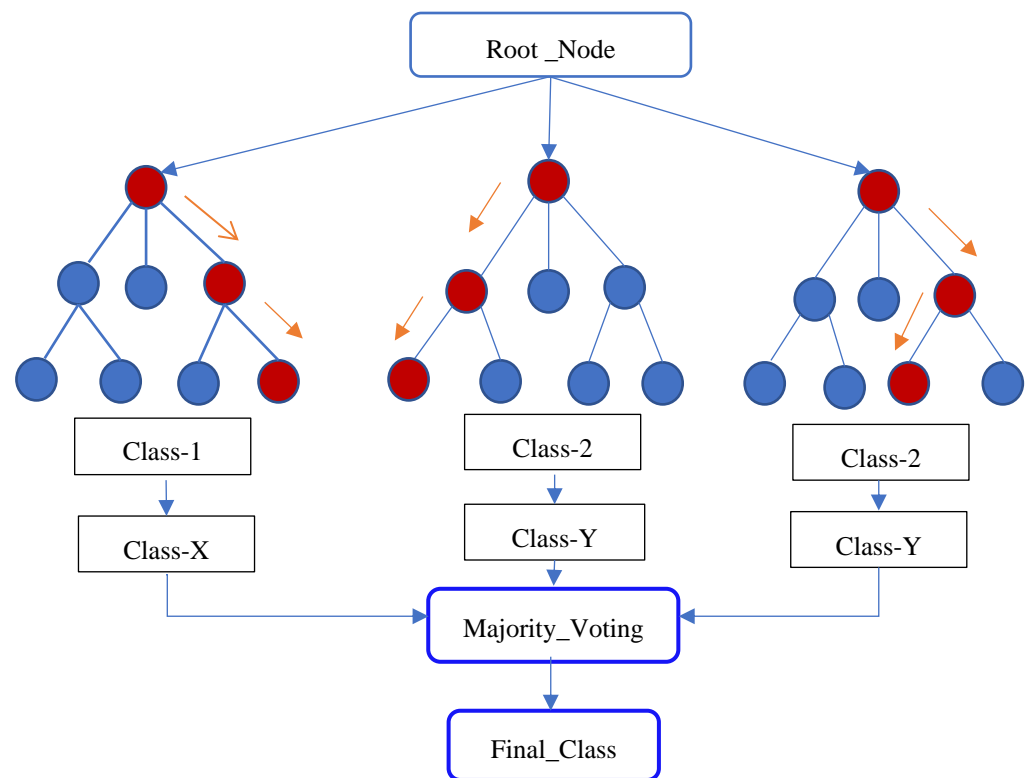 Root _Node
Class-1
Class-2
Class-2
Class-X
Class-Y
Class-Y
Majority_Voting
Final_Class